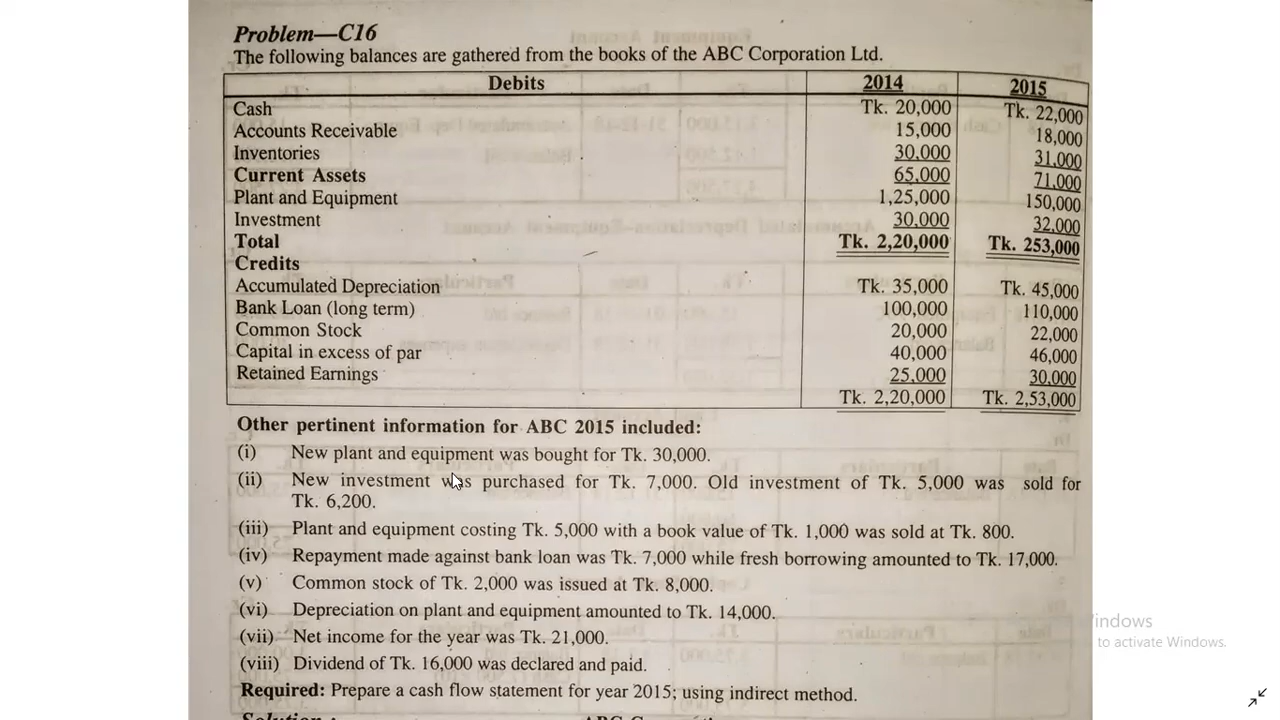 Problem—C16
The following balances are gathered from the books of the ABC Corporation Ltd.
Debits 2014 2015
Cash Tk. 20,000 Tk. 22,000
Accounts Receivable 15,000 18,000
Inventories 30,000 31,000
Current Assets 65,000 71,000
Plant and Equipment 1,25,000 150,000
Investment 30,000 32,000
Total Tk. 2,20,000 Tk. 253,000
Credits
Accumulated Depreciation Tk. 35,000 Tk. 45,000
Bank Loan (long term) 100,000 110,000
Common Stock 20,000 22,000
Capital in excess of par 40,000 46,000
Retained Earnings 25,000 30,000
Tk. 2,20,000 Tk. 2,53,000
Other pertinent information for ABC 2015 included:
(i) New plant and equipment was bought for Tk. 30,000.
(ii) New investment was purchased for Tk. 7,000. Old investment of Tk. 5,000 was sold for
Tk. 6,200.
(iii) Plant and equipment costing Tk. 5,000 with a book value of Tk. 1,000 was sold at Tk. 800.
(iv) Repayment made against bank loan was Tk. 7,000 while fresh borrowing amounted to Tk. 17,000.
(v) Common stock of Tk. 2,000 was issued at Tk. 8,000.
(vi) Depreciation on plant and equipment amounted to Tk. 14,000.
(vii) Net income for the year was Tk. 21,000.
(viii) Dividend of Tk. 16,000 was declared and paid.
Required: Prepare a cash flow statement for year 2015; using indirect method.
Windows
to activate Windows.